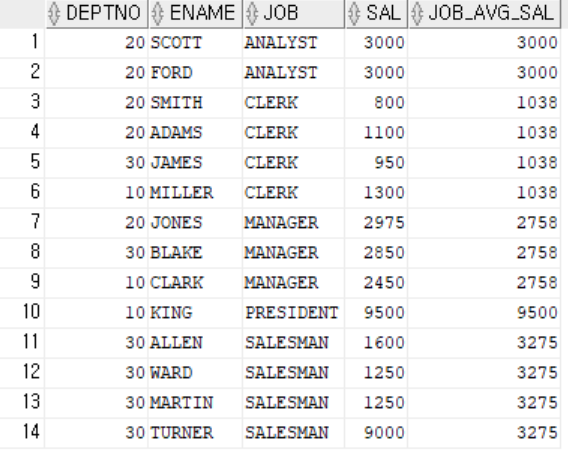 DEPTNO ENAME JOB SAL JOB_AVG_SAL
1 20 SCOTT ANALYST 3000 3000
2 20 FORD ANALYST 3000 3000
3 20 SMITH CLERK 800 1038
4 20 ADAMS CLERK 1100 1038
5 30 JAMES CLERK 950 1038
6 10 MILLER CLERK 1300 1038
7 20 JONES MANAGER 2975 2758
8 30 BLAKE MANAGER 2850 2758
9 10 CLARK MANAGER 2450 2758
10 10 KING PRESIDENT 9500 9500
11 30 ALLEN SALESMAN 1600 3275
12 30 WARD SALESMAN 1250 3275
13 30 MARTIN SALESMAN 1250 3275
14 30 TURNER SALESMAN 9000 3275